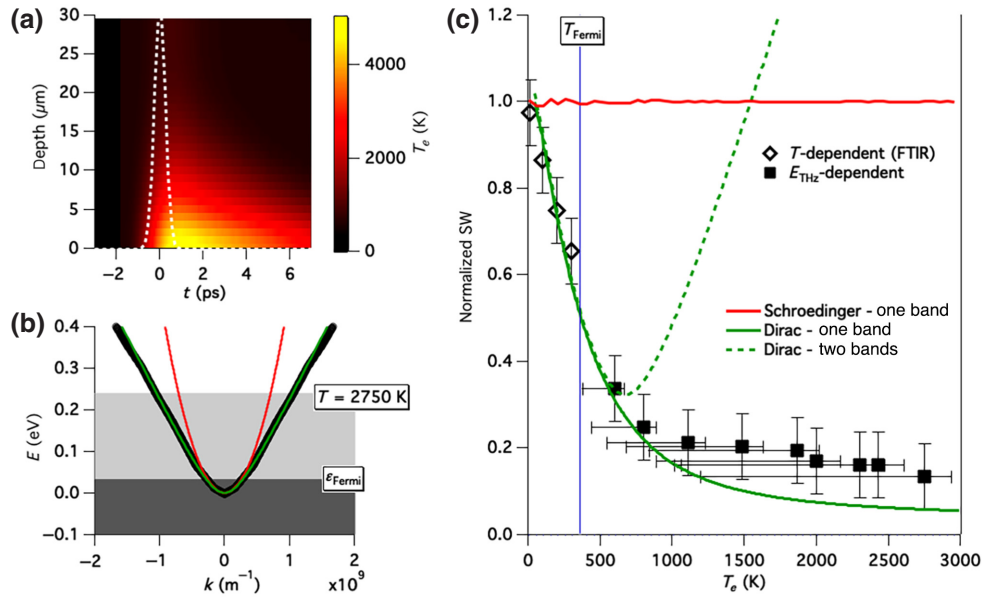 (a)
30
25
20
15
10
5
0
Depth (μm)
−2
0
2
4
6
t (ps)
4000
2000
0
Te (K)
(b)
0.4
0.3
0.2
0.1
0.0
−0.1
E (eV)
T = 2750 K
εFermi
−2
−1
0
1
2
×10⁹
k (m⁻¹)
(c)
1.2
1.0
0.8
0.6
0.4
0.2
0.0
Normalized SW
TFermi
T-dependent (FTIR)
ETHz-dependent
Schroedinger - one band
Dirac - one band
Dirac - two bands
0
500
1000
1500
2000
2500
3000
Te (K)